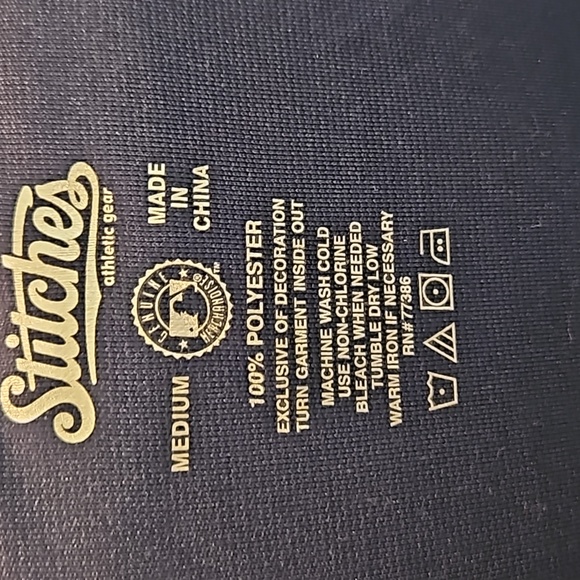 Stitches
athletic gear
MEDIUM
GENUINE
MERCHANDISE
MADE
IN
CHINA
100% POLYESTER
EXCLUSIVE OF DECORATION
TURN GARMENT INSIDE OUT
MACHINE WASH COLD
USE NON-CHLORINE
BLEACH WHEN NEEDED
TUMBLE DRY LOW
WARM IRON IF NECESSARY
RN# 77386